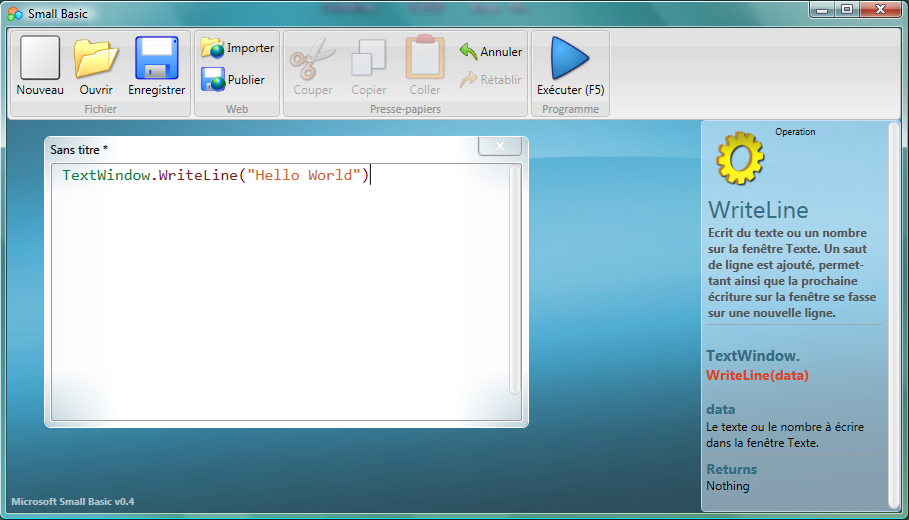 Small Basic
Nouveau
Ouvrir
Enregistrer
Fichier
Importer
Publier
Web
Couper
Copier
Coller
Annuler
Rétablir
Presse-papiers
Exécuter (F5)
Programme
Sans titre *
TextWindow.WriteLine("Hello World")
Operation
WriteLine
Ecrit du texte ou un nombre
sur la fenêtre Texte. Un saut
de ligne est ajouté, permet-
tant ainsi que la prochaine
écriture sur la fenêtre se fasse
sur une nouvelle ligne.
TextWindow.
WriteLine(data)
data
Le texte ou le nombre à écrire
dans la fenêtre Texte.
Returns
Nothing
Microsoft Small Basic v0.4